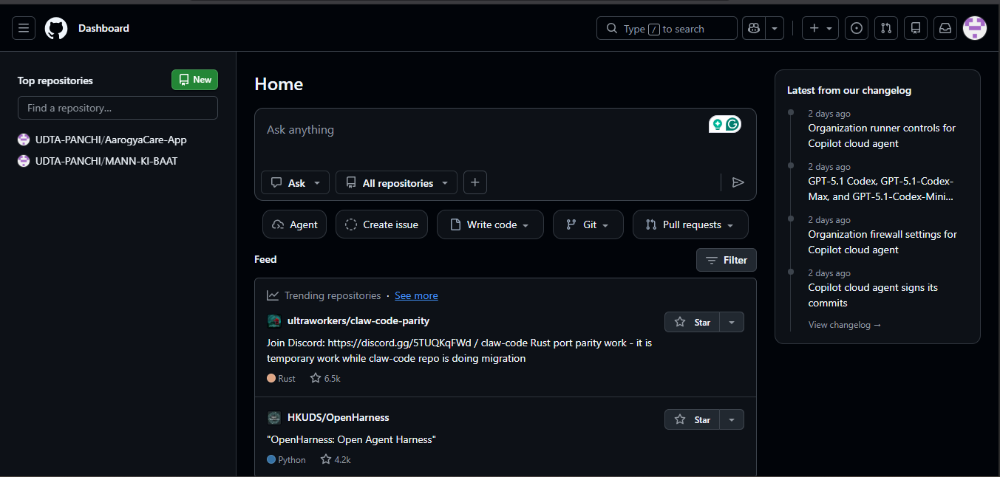 Dashboard
Type / to search
Top repositories
New
Find a repository...
UDTA-PANCHI/AarogyaCare-App
UDTA-PANCHI/MANN-KI-BAAT
Home
Ask anything
Ask
All repositories
Agent
Create issue
Write code
Git
Pull requests
Feed
Filter
Trending repositories · See more
ultraworkers/claw-code-parity
Star
Join Discord: https://discord.gg/5TUQKqFWd / claw-code Rust port parity work - it is
temporary work while claw-code repo is doing migration
Rust
6.5k
HKUDS/OpenHarness
Star
"OpenHarness: Open Agent Harness"
Python
4.2k
Latest from our changelog
2 days ago
Organization runner controls for
Copilot cloud agent
2 days ago
GPT-5.1 Codex, GPT-5.1-Codex-
Max, and GPT-5.1-Codex-Mini...
2 days ago
Organization firewall settings for
Copilot cloud agent
2 days ago
Copilot cloud agent signs its
commits
View changelog →